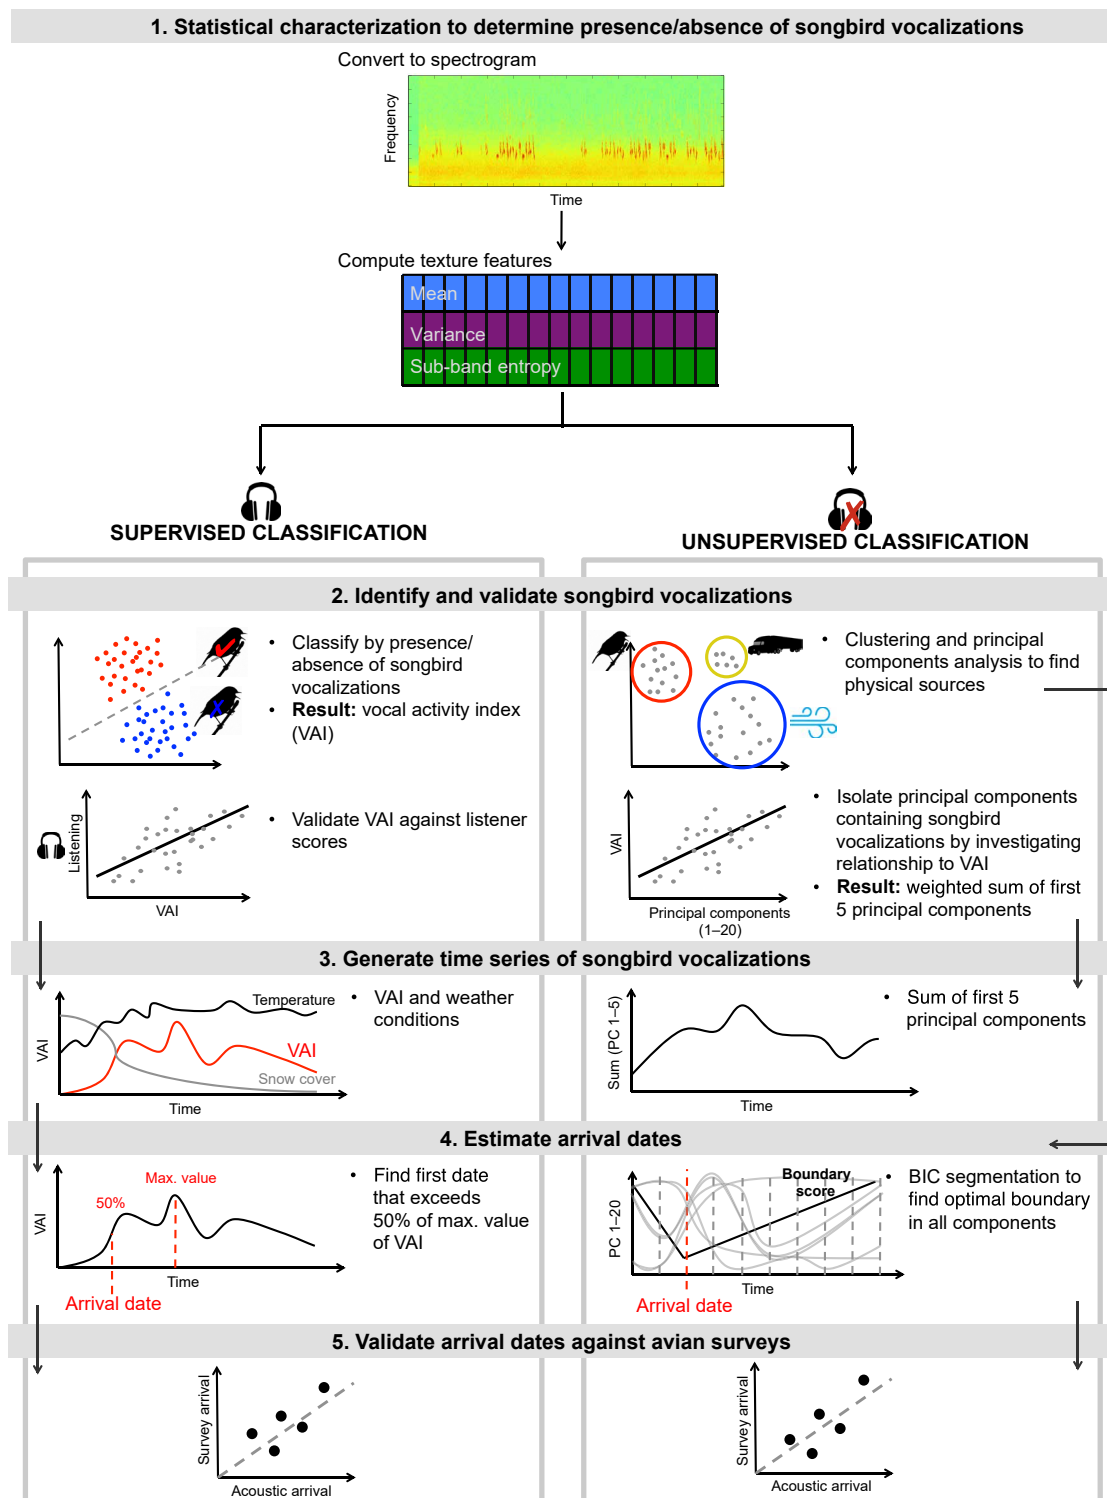 1. Statistical characterization to determine presence/absence of songbird vocalizations
Convert to spectrogram
Frequency
Time
Compute texture features
Mean
Variance
Sub-band entropy
SUPERVISED CLASSIFICATION
UNSUPERVISED CLASSIFICATION
2. Identify and validate songbird vocalizations
• Classify by presence/
absence of songbird
vocalizations
• Result: vocal activity index
(VAI)
• Clustering and principal
components analysis to find
physical sources
Listening
VAI
• Validate VAI against listener
scores
VAI
Principal components
(1–20)
• Isolate principal components
containing songbird
vocalizations by investigating
relationship to VAI
• Result: weighted sum of first
5 principal components
3. Generate time series of songbird vocalizations
VAI
Temperature
VAI
Snow cover
Time
• VAI and weather
conditions
Sum (PC 1–5)
Time
• Sum of first 5
principal components
4. Estimate arrival dates
VAI
50%
Max. value
Time
Arrival date
• Find first date
that exceeds
50% of max. value
of VAI
PC 1–20
Boundary
score
Time
Arrival date
• BIC segmentation to
find optimal boundary
in all components
5. Validate arrival dates against avian surveys
Survey arrival
Acoustic arrival
Survey arrival
Acoustic arrival